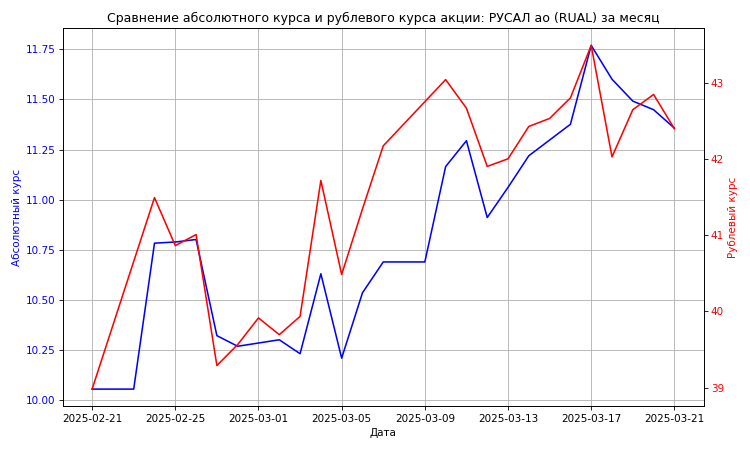 Сравнение абсолютного курса и рублевого курса акции: РУСАЛ ао (RUAL) за месяц
Абсолютный курс
11.75
11.50
11.25
11.00
10.75
10.50
10.25
10.00
43
42
41
40
39
Рублевый курс
2025-02-21 2025-02-25 2025-03-01 2025-03-05 2025-03-09 2025-03-13 2025-03-17 2025-03-21
Дата